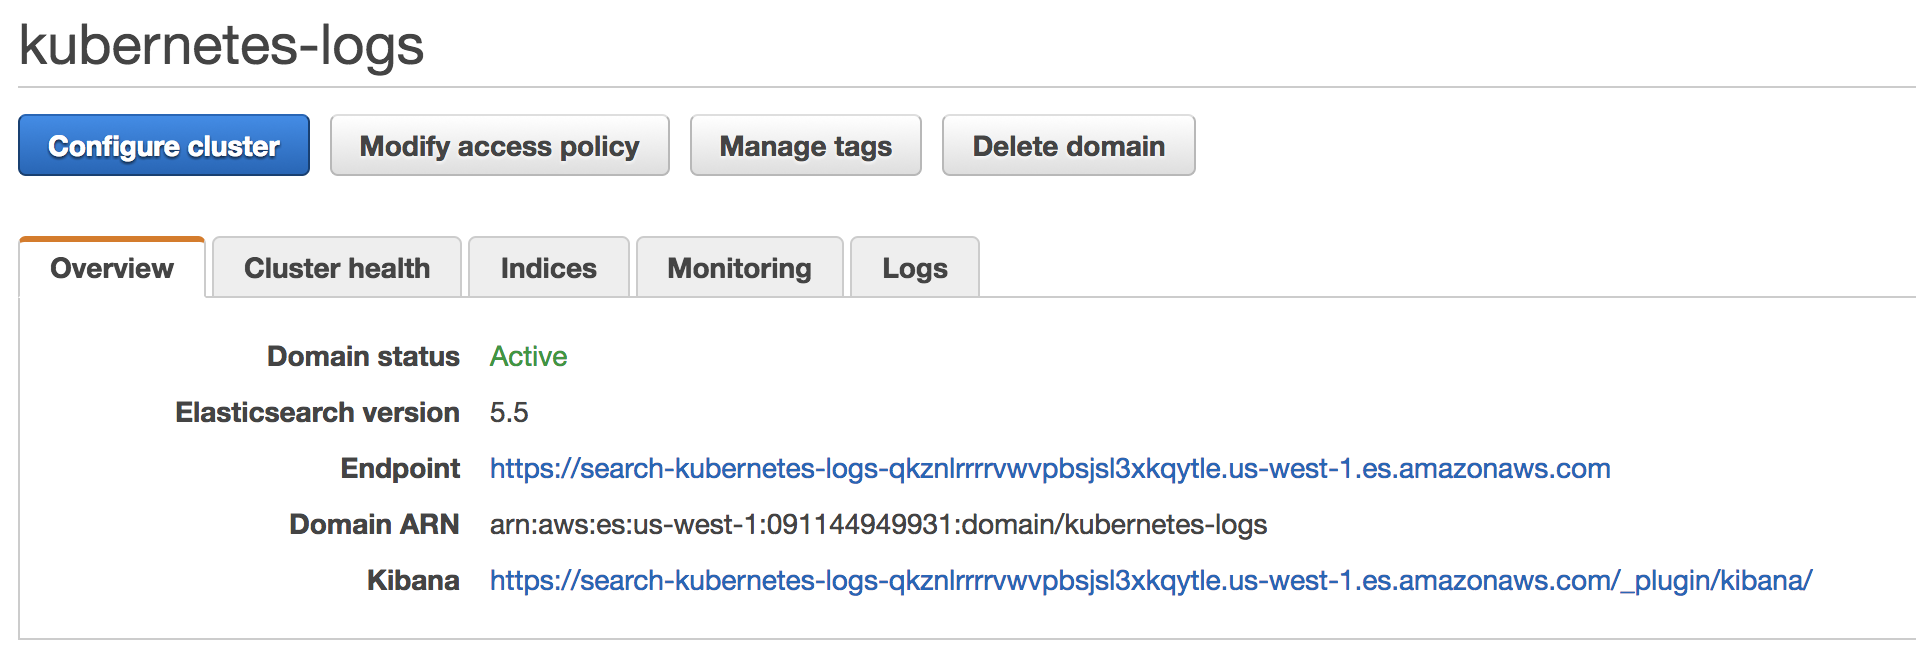 kubernetes-logs
Configure cluster Modify access policy Manage tags Delete domain
Overview Cluster health Indices Monitoring Logs
Domain status Active
Elasticsearch version 5.5
Endpoint https://search-kubernetes-logs-qkznlrrrrvwvpbsjsl3xkqytle.us-west-1.es.amazonaws.com
Domain ARN arn:aws:es:us-west-1:091144949931:domain/kubernetes-logs
Kibana https://search-kubernetes-logs-qkznlrrrrvwvpbsjsl3xkqytle.us-west-1.es.amazonaws.com/_plugin/kibana/